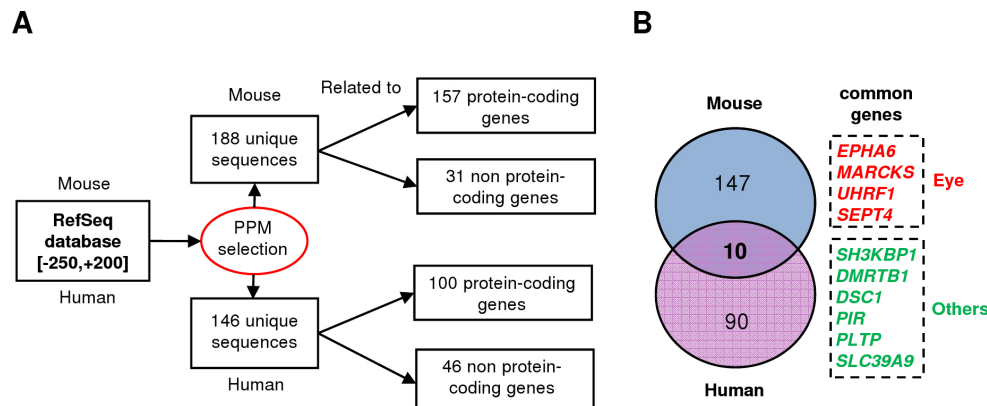 A
Mouse
RefSeq
database
[-250,+200]
Human
PPM
selection
Mouse
188 unique
sequences
146 unique
sequences
Human
Related to
157 protein-coding
genes
31 non protein-
coding genes
100 protein-coding
genes
46 non protein-
coding genes
B
Mouse
147
10
90
Human
common
genes
EPHA6
MARCKS
UHRF1
SEPT4
Eye
SH3KBP1
DMRTB1
DSC1
PIR
PLTP
SLC39A9
Others